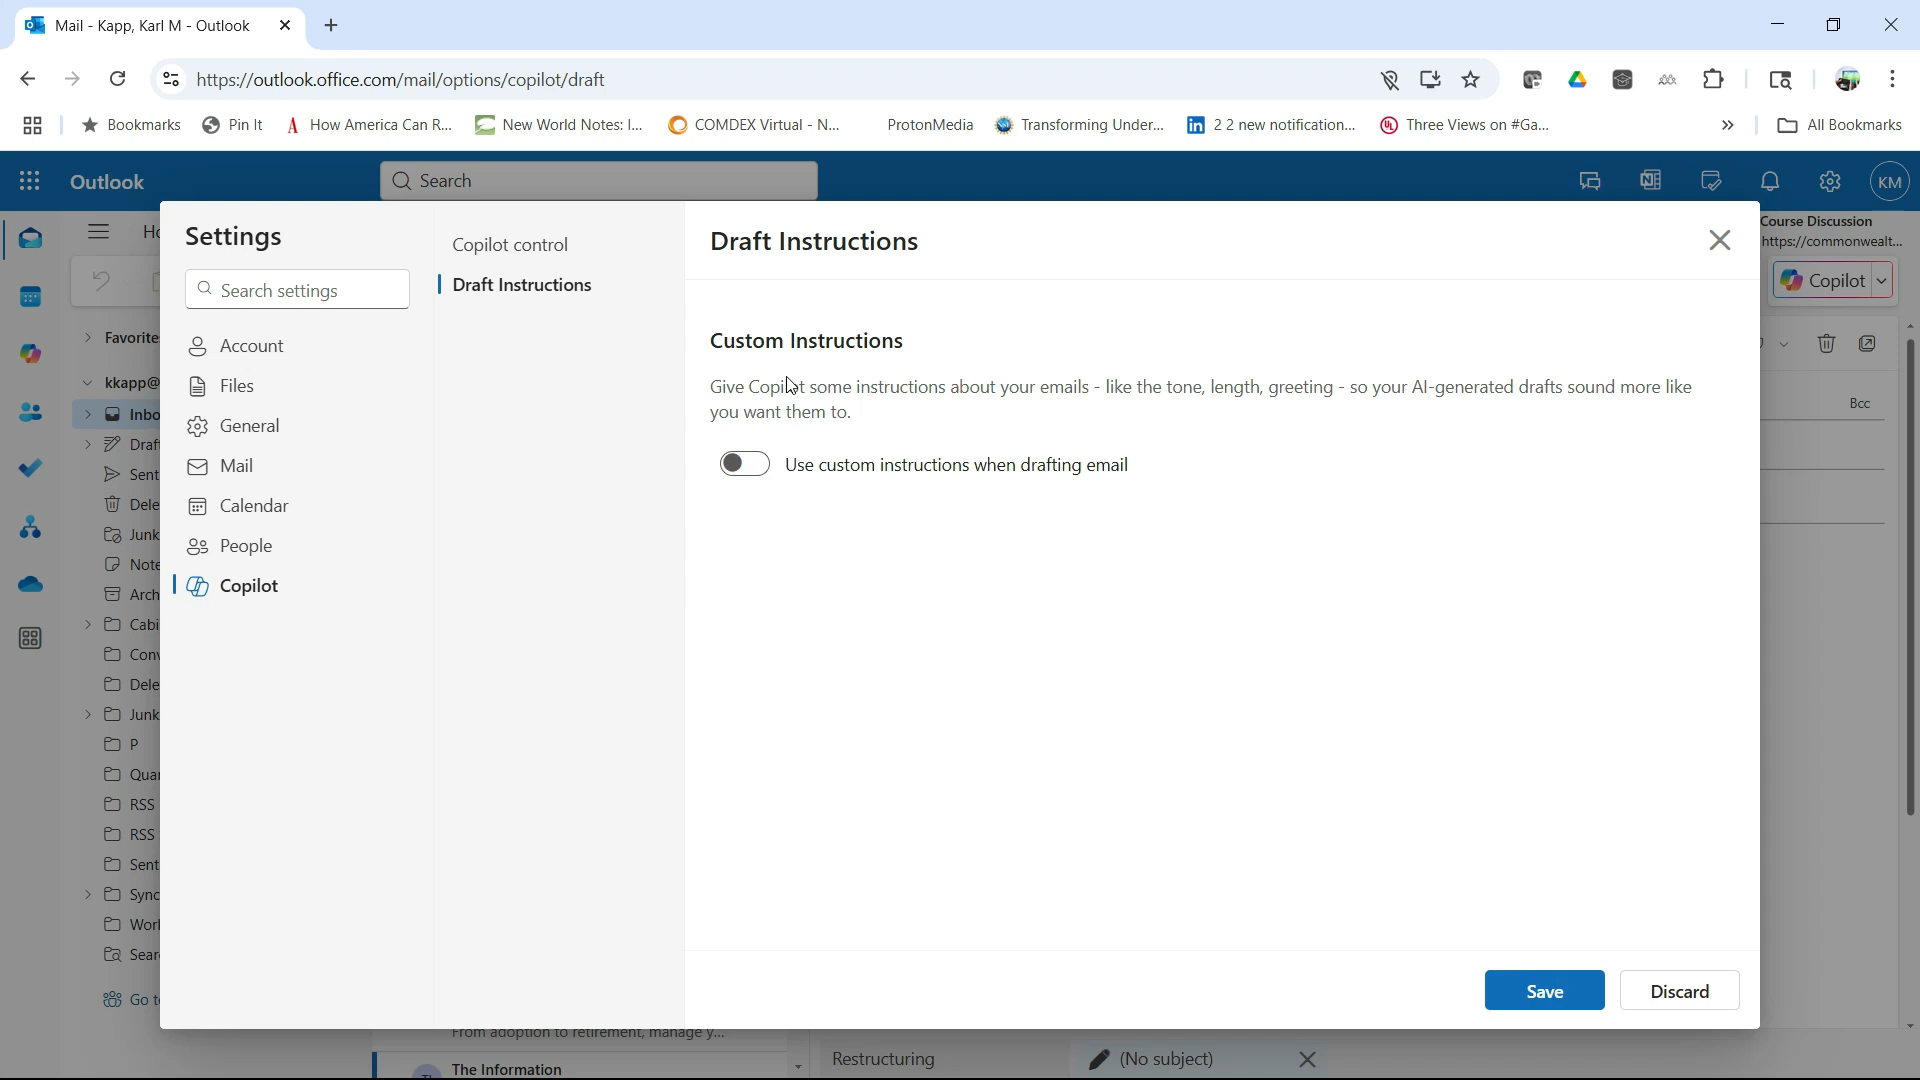 Mail - Kapp, Karl M - Outlook
https://outlook.office.com/mail/options/copilot/draft
Bookmarks
Pin It
How America Can R...
New World Notes: I...
COMDEX Virtual - N...
ProtonMedia
Transforming Under...
2 2 new notification...
Three Views on #Ga...
All Bookmarks
Outlook
Search
KM
Settings
Search settings
Account
Files
General
Mail
Calendar
People
Copilot
Copilot control
Draft Instructions
Draft Instructions
Custom Instructions
Give Copilot some instructions about your emails - like the tone, length, greeting - so your AI-generated drafts sound more like
you want them to.
Use custom instructions when drafting email
Save
Discard
Course Discussion
https://commonwealt...
Copilot
Bcc
Favorite
kkapp@
Inbo
Draf
Sent
Dele
Junk
Note
Arch
Cabi
Conv
Dele
Junk
P
Qua
RSS
RSS
Sent
Sync
Worl
Sear
Go t
From adoption to retirement, manage y...
The Information
Restructuring
(No subject)